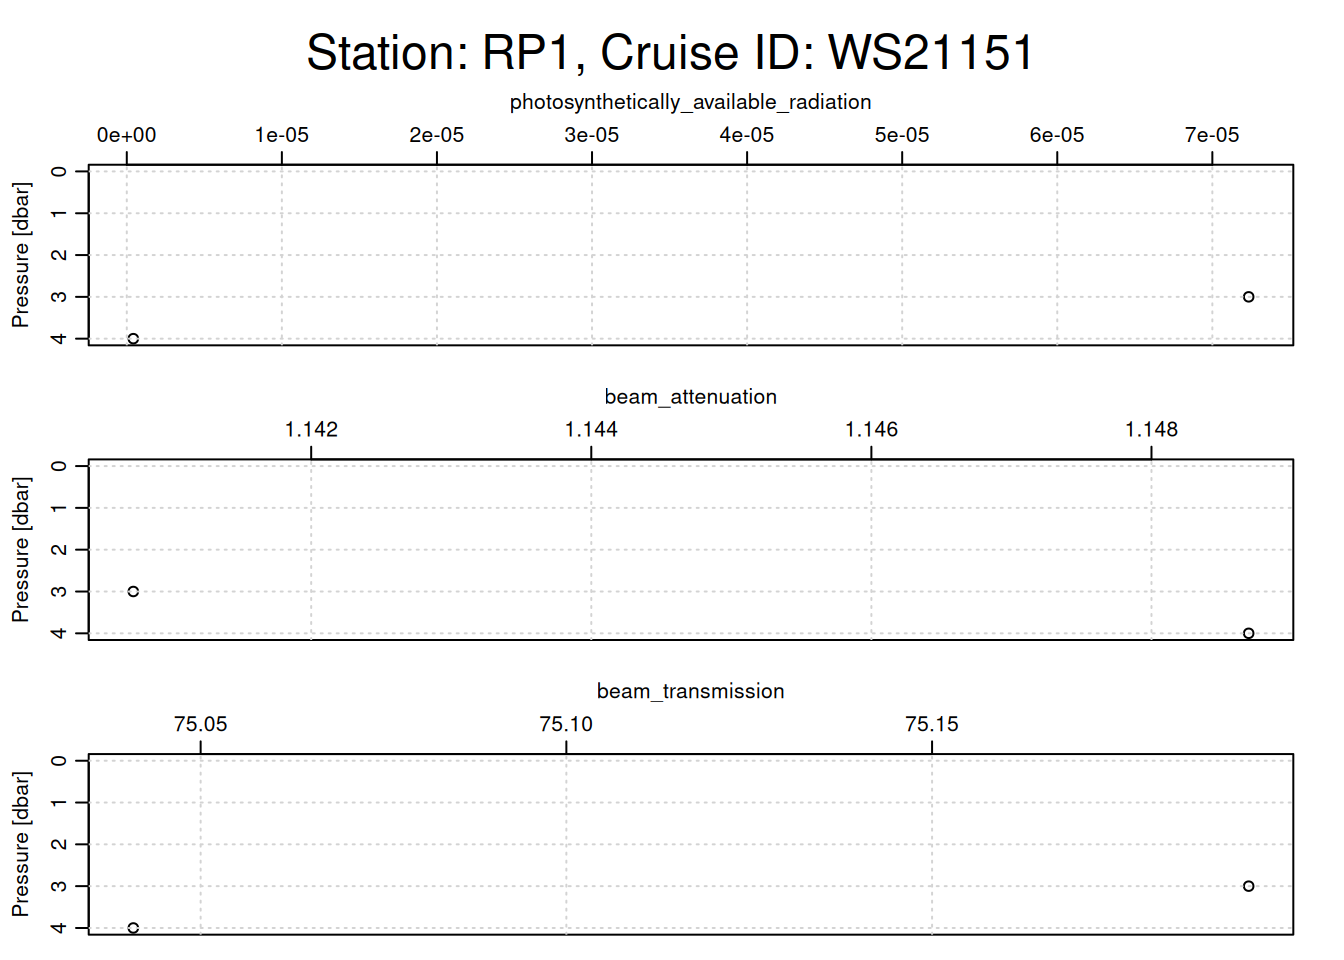 Station: RP1, Cruise ID: WS21151
photosynthetically_available_radiation
0e+00 1e-05 2e-05 3e-05 4e-05 5e-05 6e-05 7e-05
Pressure [dbar]
0
1
2
3
4
beam_attenuation
1.142 1.144 1.146 1.148
Pressure [dbar]
0
1
2
3
4
beam_transmission
75.05 75.10 75.15
Pressure [dbar]
0
1
2
3
4